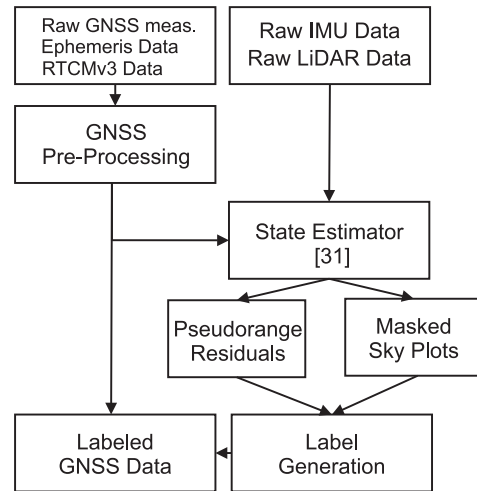 Raw GNSS meas.
Ephemeris Data
RTCMv3 Data
Raw IMU Data
Raw LiDAR Data
GNSS
Pre-Processing
State Estimator
[31]
Pseudorange
Residuals
Masked
Sky Plots
Labeled
GNSS Data
Label
Generation